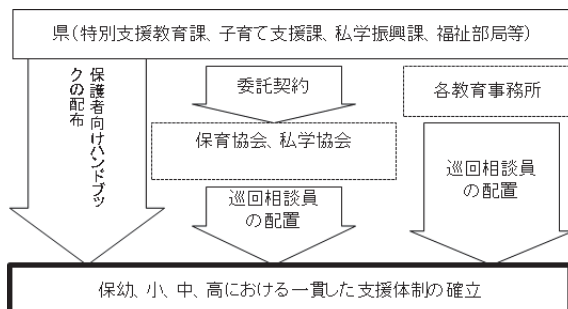 県(特別支援教育課、子育て支援課、私学振興課、福祉部局等)
保護者向けハンドブッ
クの配布
委託契約
各教育事務所
保育協会、私学協会
巡回相談員
の配置
巡回相談員
の配置
保幼、小、中、高における一貫した支援体制の確立